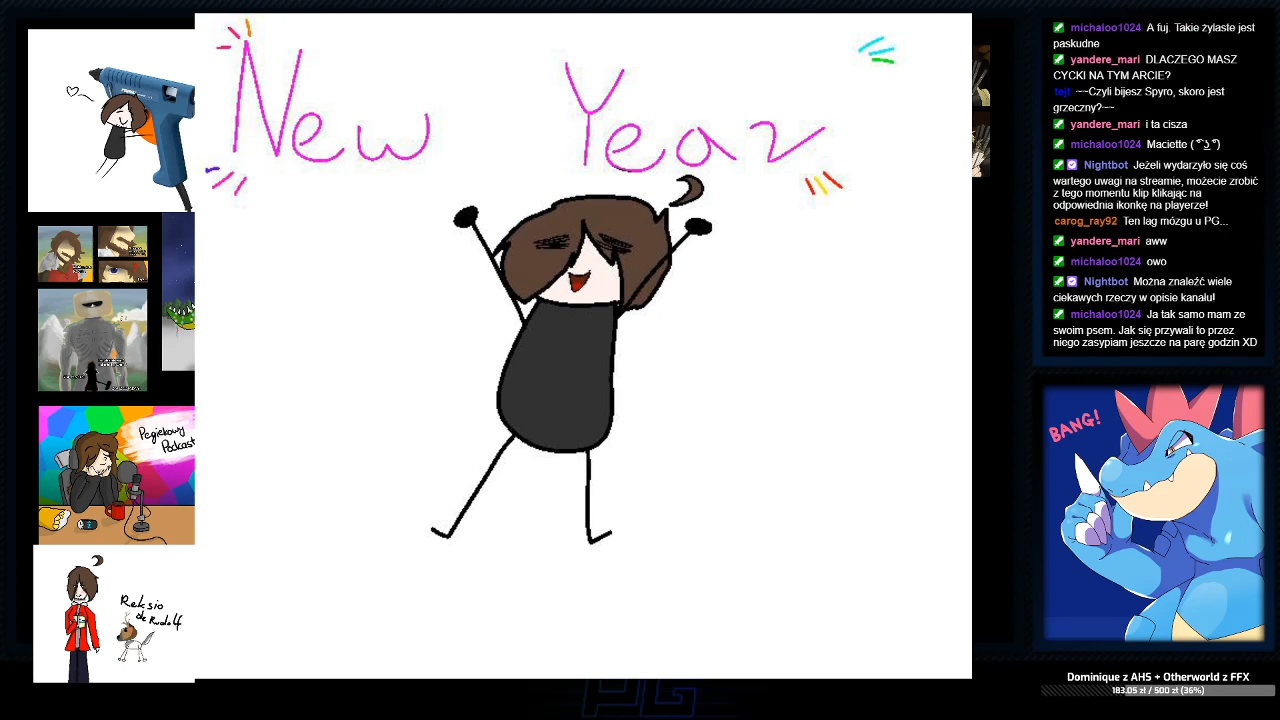 New Year
Pegiekowy
Podcast
Reksio
de Rudolf
michaloo1024 A fuj. Takie żylaste jest
paskudne
yandere_mari DLACZEGO MASZ
CYCKI NA TYM ARCIE?
tejt ~~Czyli bijesz Spyro, skoro jest
grzeczny?~~
yandere_mari i ta cisza
michaloo1024 Maciette ( ͡° ͜ʖ ͡°)
Nightbot Jeżeli wydarzyło się coś
wartego uwagi na streamie, możecie zrobić
z tego momentu klip klikając na
odpowiednia ikonkę na playerze!
carog_ray92 Ten lag mózgu u PG...
yandere_mari aww
michaloo1024 owo
Nightbot Można znaleźć wiele
ciekawych rzeczy w opisie kanału!
michaloo1024 Ja tak samo mam ze
swoim psem. Jak się przywali to przez
niego zasypiam jeszcze na parę godzin XD
BANG!
Dominique z AHS + Otherworld z FFX
183.05 zł / 500 zł (36%)
PG